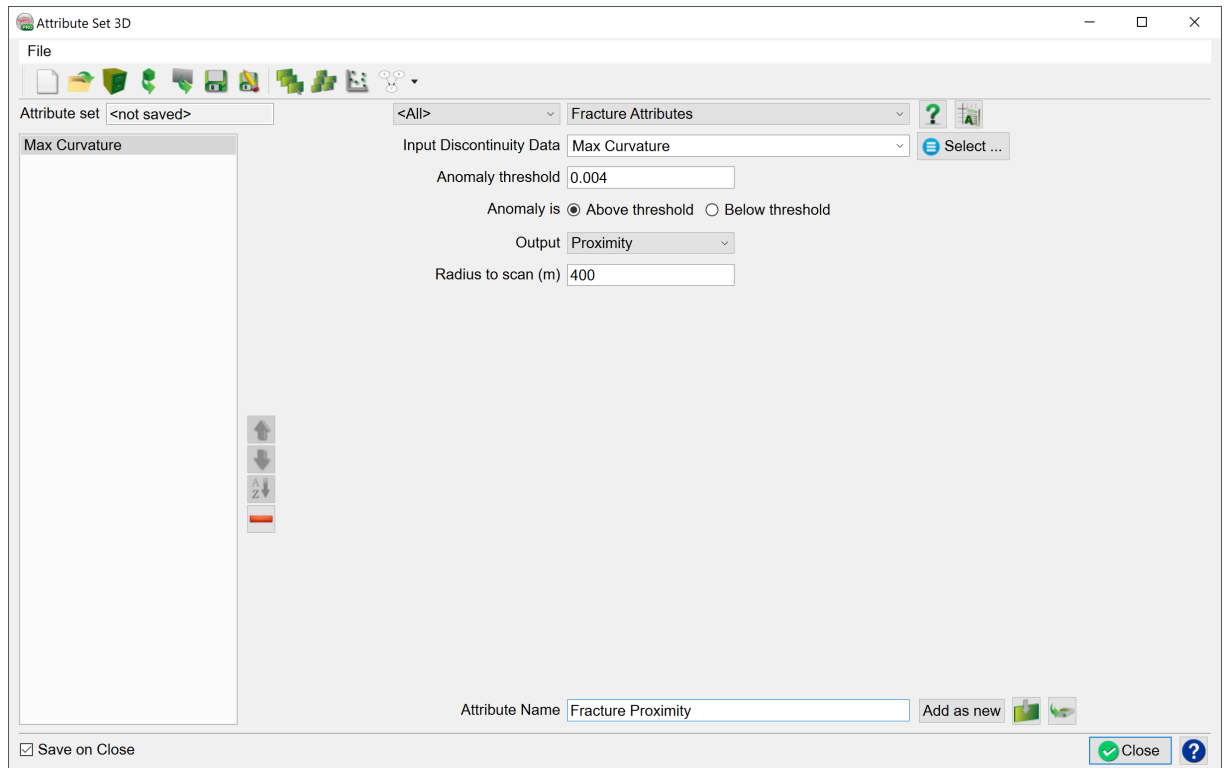 Attribute Set 3D
File
Attribute set <not saved> <All> Fracture Attributes
Max Curvature
Input Discontinuity Data Max Curvature Select ...
Anomaly threshold 0.004
Anomaly is Above threshold Below threshold
Output Proximity
Radius to scan (m) 400
Attribute Name Fracture Proximity Add as new
Save on Close Close